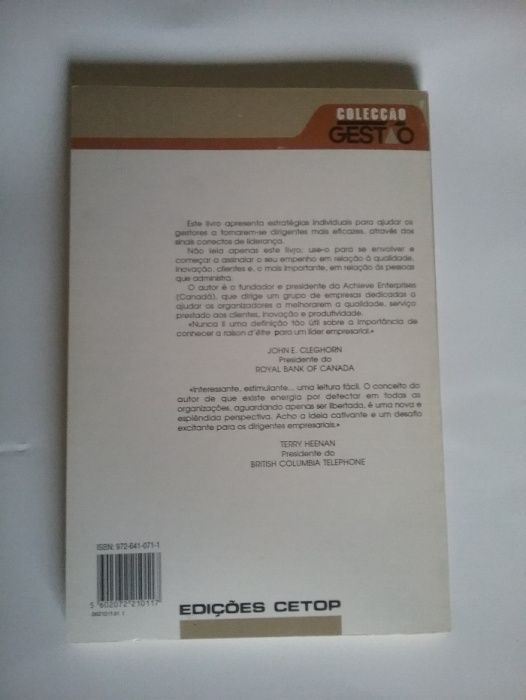 COLECÇÃO
GESTÃO
Este livro apresenta estratégias individuais para ajudar os
gestores a tornarem-se dirigentes mais eficazes, através dos
sinais correctos de liderança.
Não leia apenas este livro; use-o para se envolver e
começar a assinalar o seu empenho em relação à qualidade,
inovação, clientes e, o mais importante, em relação às pessoas
que administra.
O autor é o fundador e presidente da Achieve Enterprises
(Canadá), que dirige um grupo de empresas dedicadas a
ajudar os organizadores a melhorarem a qualidade, serviço
prestado aos clientes, inovação e produtividade.
«Nunca li uma definição tão útil sobre a importância de
conhecer a raison d'être para um líder empresarial.»
JOHN E. CLEGHORN
Presidente do
ROYAL BANK OF CANADA
«Interessante, estimulante... uma leitura fácil. O conceito do
autor de que existe energia por detectar em todas as
organizações, aguardando apenas ser libertada, é uma nova e
esplêndida perspectiva. Acho a ideia cativante e um desafio
excitante para os dirigentes empresariais.»
TERRY HEENAN
Presidente do
BRITISH COLUMBIA TELEPHONE
ISBN: 972-641-071-1
5 602072 210117
EDIÇÕES CETOP